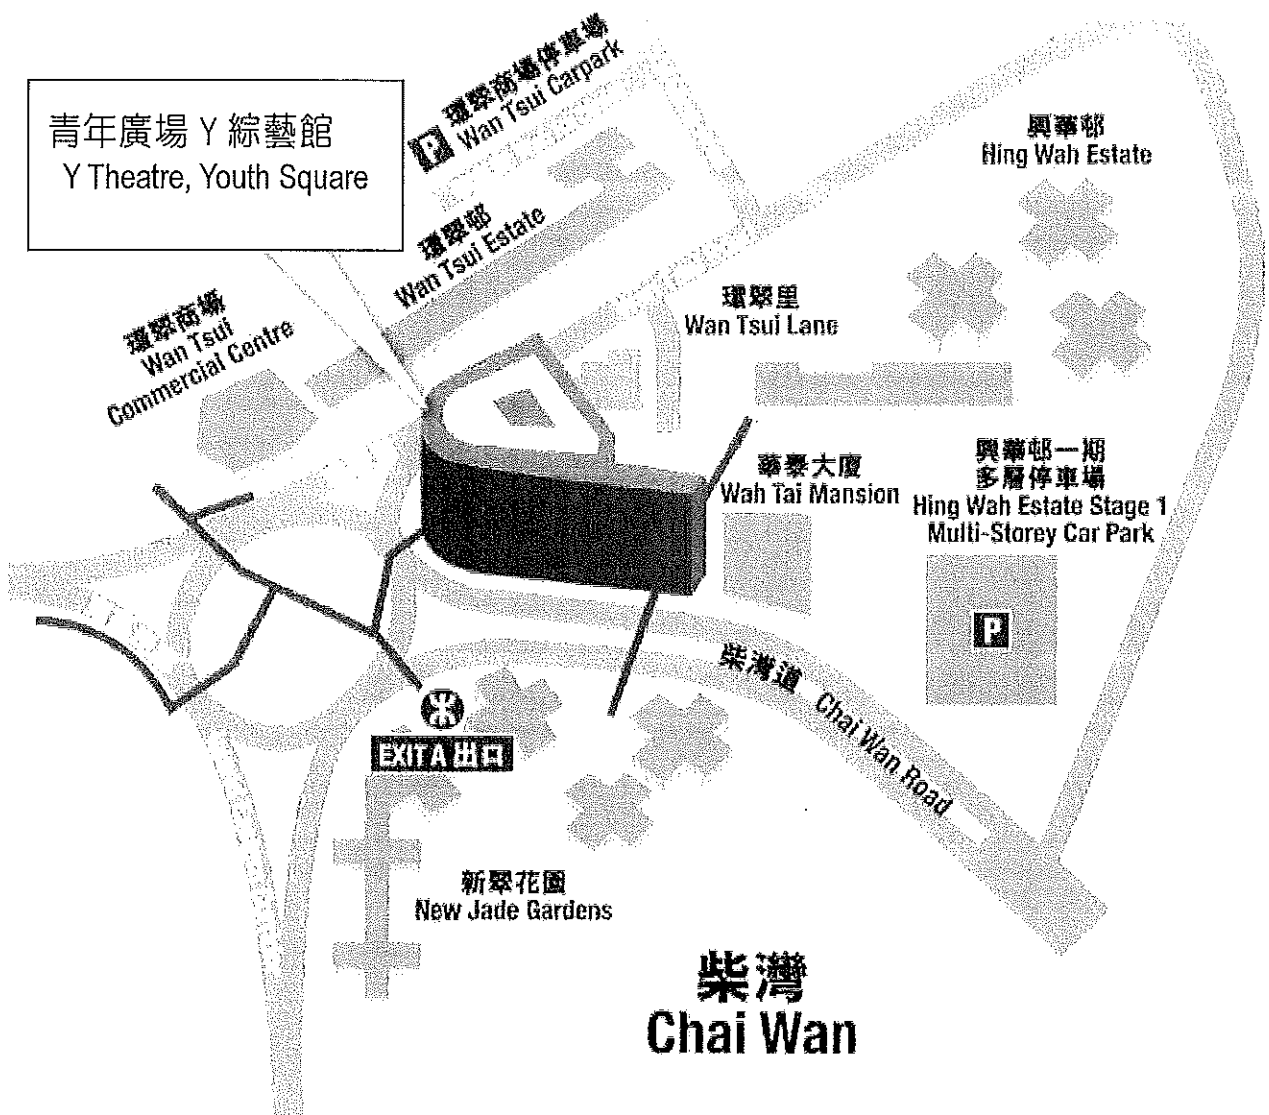 青年廣場 Y 綜藝館
Y Theatre, Youth Square
環翠商場停車場
P Wan Tsui Carpark
環翠邨
Wan Tsui Estate
環翠商場
Wan Tsui
Commercial Centre
興華邨
Hing Wah Estate
環翠里
Wan Tsui Lane
華泰大廈
Wah Tai Mansion
興華邨一期
多層停車場
Hing Wah Estate Stage 1
Multi-Storey Car Park
P
柴灣道 Chai Wan Road
EXIT A 出口
新翠花園
New Jade Gardens
柴灣
Chai Wan